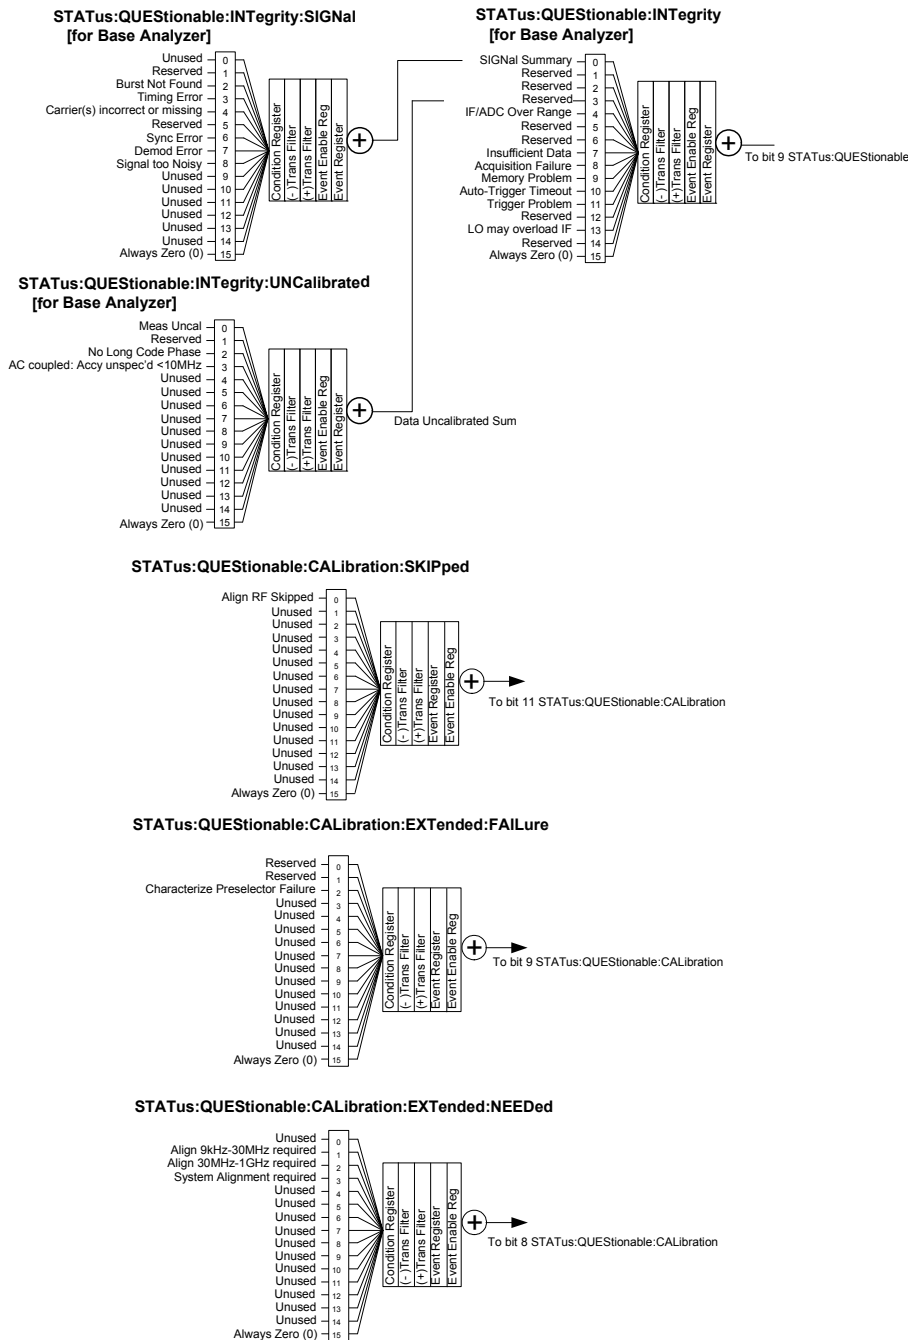 STATus:QUEStionable:INTegrity:SIGNal
[for Base Analyzer]
Unused 0
Reserved 1
Burst Not Found 2
Timing Error 3
Carrier(s) incorrect or missing 4
Reserved 5
Sync Error 6
Demod Error 7
Signal too Noisy 8
Unused 9
Unused 10
Unused 11
Unused 12
Unused 13
Unused 14
Always Zero (0) 15
Condition Register
(-)Trans Filter
(+)Trans Filter
Event Enable Reg
Event Register
+
STATus:QUEStionable:INTegrity
[for Base Analyzer]
SIGNal Summary 0
Reserved 1
Reserved 2
Reserved 3
IF/ADC Over Range 4
Reserved 5
Reserved 6
Insufficient Data 7
Acquisition Failure 8
Memory Problem 9
Auto-Trigger Timeout 10
Trigger Problem 11
Reserved 12
LO may overload IF 13
Reserved 14
Always Zero (0) 15
Condition Register
(-)Trans Filter
(+)Trans Filter
Event Enable Reg
Event Register
+
To bit 9 STATus:QUEStionable
STATus:QUEStionable:INTegrity:UNCalibrated
[for Base Analyzer]
Meas Uncal 0
Reserved 1
No Long Code Phase 2
AC coupled: Accy unspec'd <10MHz 3
Unused 4
Unused 5
Unused 6
Unused 7
Unused 8
Unused 9
Unused 10
Unused 11
Unused 12
Unused 13
Unused 14
Always Zero (0) 15
Condition Register
(-)Trans Filter
(+)Trans Filter
Event Enable Reg
Event Register
+
Data Uncalibrated Sum
STATus:QUEStionable:CALibration:SKIPped
Align RF Skipped 0
Unused 1
Unused 2
Unused 3
Unused 4
Unused 5
Unused 6
Unused 7
Unused 8
Unused 9
Unused 10
Unused 11
Unused 12
Unused 13
Unused 14
Always Zero (0) 15
Condition Register
(-)Trans Filter
(+)Trans Filter
Event Register
Event Enable Reg
+
To bit 11 STATus:QUEStionable:CALibration
STATus:QUEStionable:CALibration:EXTended:FAILure
Reserved 0
Reserved 1
Characterize Preselector Failure 2
Unused 3
Unused 4
Unused 5
Unused 6
Unused 7
Unused 8
Unused 9
Unused 10
Unused 11
Unused 12
Unused 13
Unused 14
Always Zero (0) 15
Condition Register
(-)Trans Filter
(+)Trans Filter
Event Register
Event Enable Reg
+
To bit 9 STATus:QUEStionable:CALibration
STATus:QUEStionable:CALibration:EXTended:NEEDed
Unused 0
Align 9kHz-30MHz required 1
Align 30MHz-1GHz required 2
System Alignment required 3
Unused 4
Unused 5
Unused 6
Unused 7
Unused 8
Unused 9
Unused 10
Unused 11
Unused 12
Unused 13
Unused 14
Always Zero (0) 15
Condition Register
(-)Trans Filter
(+)Trans Filter
Event Register
Event Enable Reg
+
To bit 8 STATus:QUEStionable:CALibration